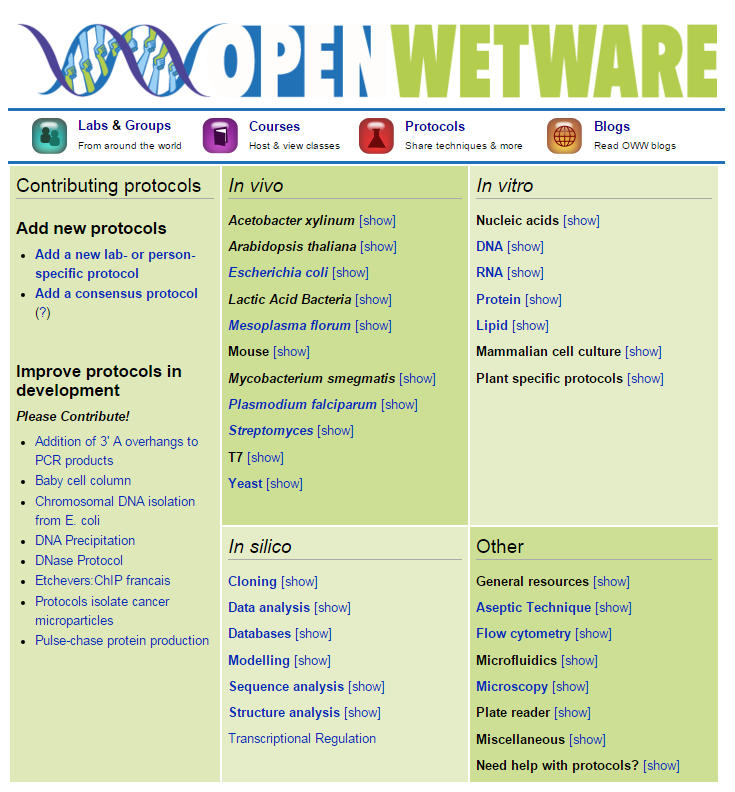 OPENWETWARE
Labs & Groups
From around the world
Courses
Host & view classes
Protocols
Share techniques & more
Blogs
Read OWW blogs
Contributing protocols
Add new protocols
• Add a new lab- or person-
specific protocol
• Add a consensus protocol
(?)
Improve protocols in
development
Please Contribute!
• Addition of 3' A overhangs to
PCR products
• Baby cell column
• Chromosomal DNA isolation
from E. coli
• DNA Precipitation
• DNase Protocol
• Etchevers:ChIP francais
• Protocols isolate cancer
microparticles
• Pulse-chase protein production
In vivo
Acetobacter xylinum [show]
Arabidopsis thaliana [show]
Escherichia coli [show]
Lactic Acid Bacteria [show]
Mesoplasma florum [show]
Mouse [show]
Mycobacterium smegmatis [show]
Plasmodium falciparum [show]
Streptomyces [show]
T7 [show]
Yeast [show]
In vitro
Nucleic acids [show]
DNA [show]
RNA [show]
Protein [show]
Lipid [show]
Mammalian cell culture [show]
Plant specific protocols [show]
In silico
Cloning [show]
Data analysis [show]
Databases [show]
Modelling [show]
Sequence analysis [show]
Structure analysis [show]
Transcriptional Regulation
Other
General resources [show]
Aseptic Technique [show]
Flow cytometry [show]
Microfluidics [show]
Microscopy [show]
Plate reader [show]
Miscellaneous [show]
Need help with protocols? [show]